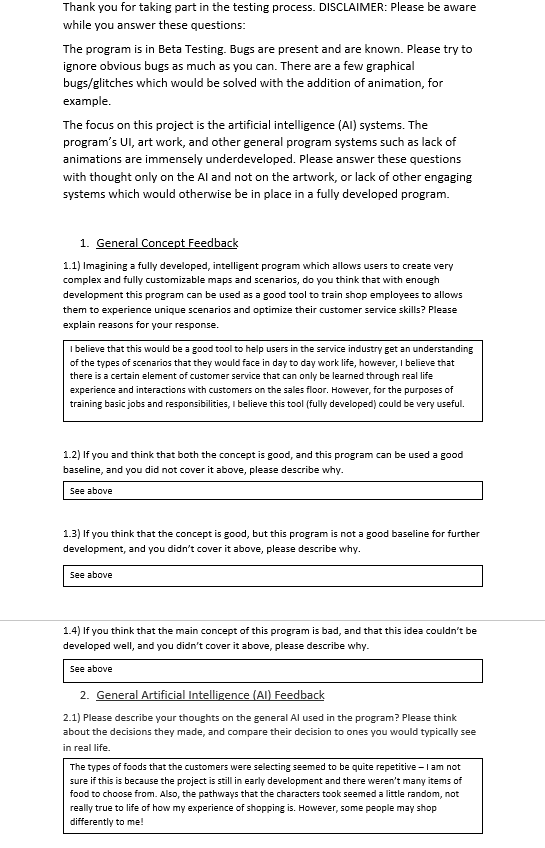 Thank you for taking part in the testing process. DISCLAIMER: Please be aware
while you answer these questions:
The program is in Beta Testing. Bugs are present and are known. Please try to
ignore obvious bugs as much as you can. There are a few graphical
bugs/glitches which would be solved with the addition of animation, for
example.
The focus on this project is the artificial intelligence (AI) systems. The
program's UI, art work, and other general program systems such as lack of
animations are immensely underdeveloped. Please answer these questions
with thought only on the AI and not on the artwork, or lack of other engaging
systems which would otherwise be in place in a fully developed program.
1. General Concept Feedback
1.1) Imagining a fully developed, intelligent program which allows users to create very
complex and fully customizable maps and scenarios, do you think that with enough
development this program can be used as a good tool to train shop employees to allows
them to experience unique scenarios and optimize their customer service skills? Please
explain reasons for your response.
I believe that this would be a good tool to help users in the service industry get an understanding
of the types of scenarios that they would face in day to day work life, however, I believe that
there is a certain element of customer service that can only be learned through real life
experience and interactions with customers on the sales floor. However, for the purposes of
training basic jobs and responsibilities, I believe this tool (fully developed) could be very useful.
1.2) If you and think that both the concept is good, and this program can be used a good
baseline, and you did not cover it above, please describe why.
See above
1.3) If you think that the concept is good, but this program is not a good baseline for further
development, and you didn't cover it above, please describe why.
See above
1.4) If you think that the main concept of this program is bad, and that this idea couldn't be
developed well, and you didn't cover it above, please describe why.
See above
2. General Artificial Intelligence (AI) Feedback
2.1) Please describe your thoughts on the general AI used in the program? Please think
about the decisions they made, and compare their decision to ones you would typically see
in real life.
The types of foods that the customers were selecting seemed to be quite repetitive – I am not
sure if this is because the project is still in early development and there weren't many items of
food to choose from. Also, the pathways that the characters took seemed a little random, not
really true to life of how my experience of shopping is. However, some people may shop
differently to me!